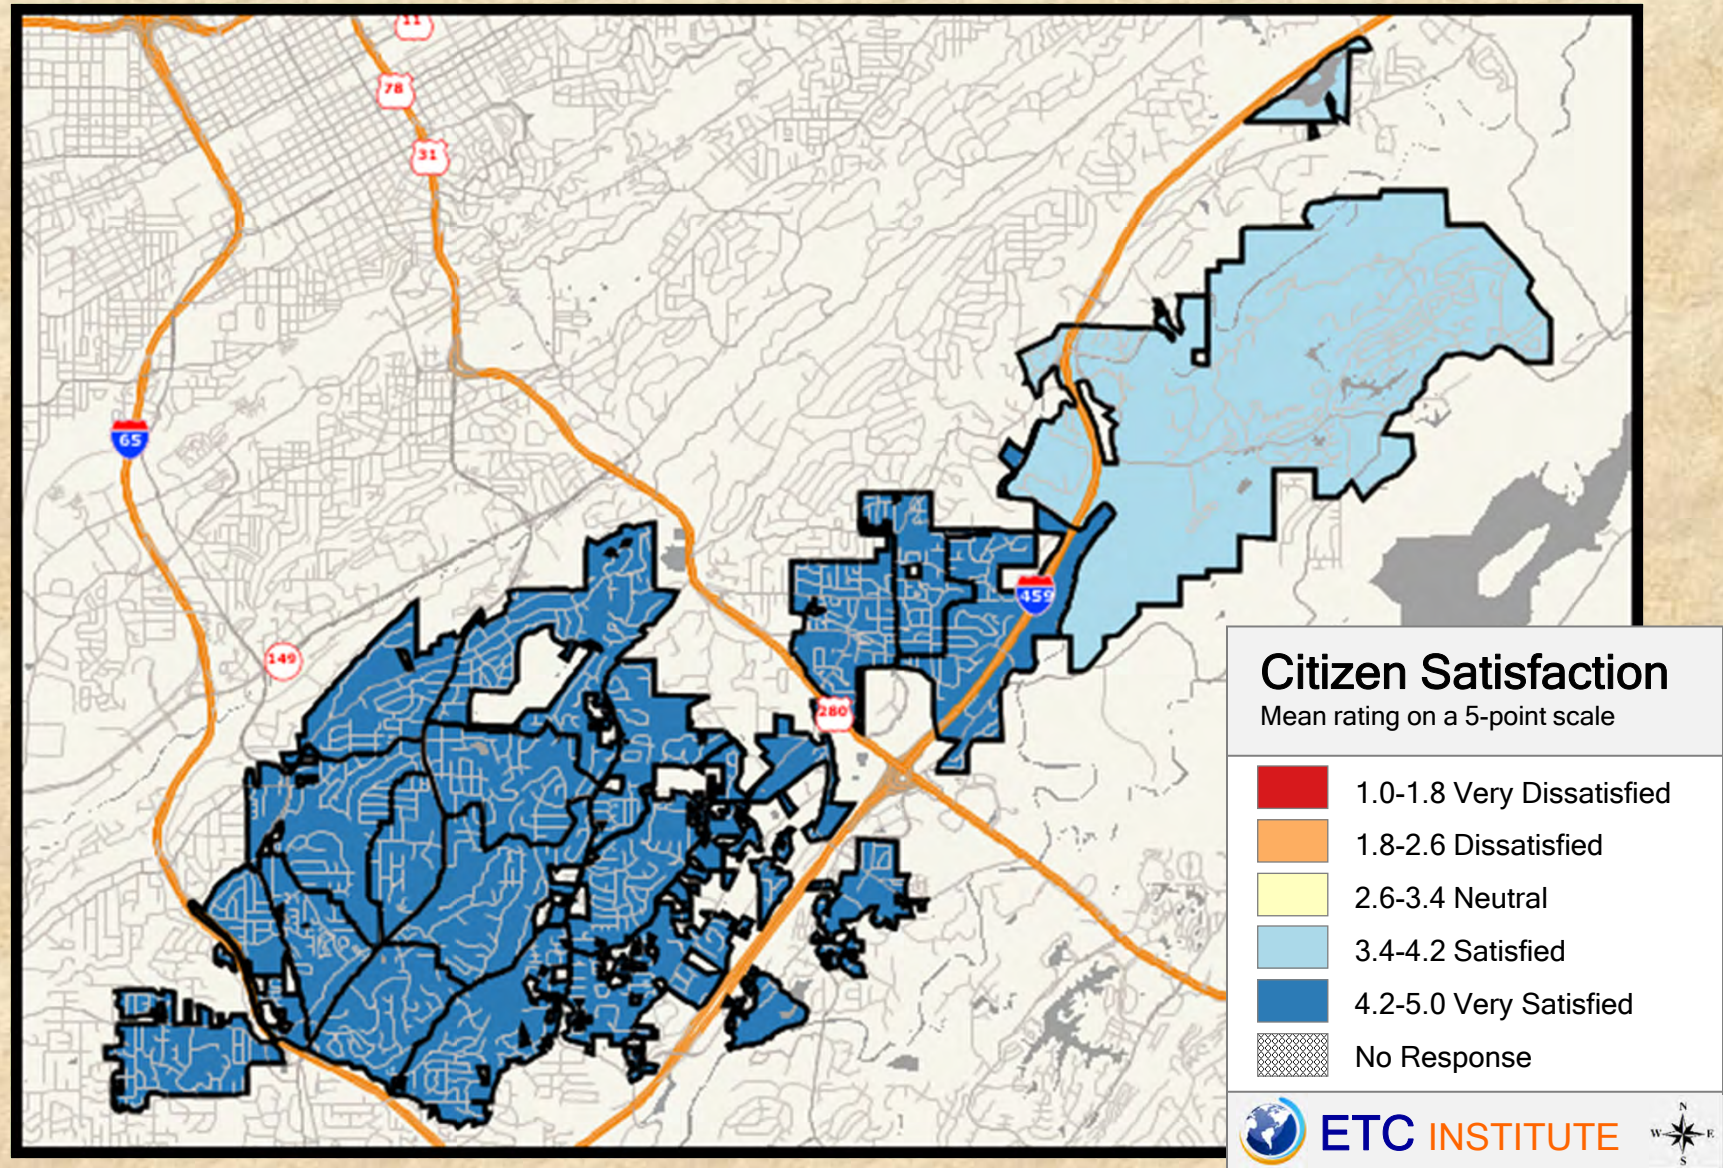 11
78
31
65
149
459
280
Citizen Satisfaction
Mean rating on a 5-point scale
1.0-1.8 Very Dissatisfied
1.8-2.6 Dissatisfied
2.6-3.4 Neutral
3.4-4.2 Satisfied
4.2-5.0 Very Satisfied
No Response
ETC INSTITUTE
N
W E
S